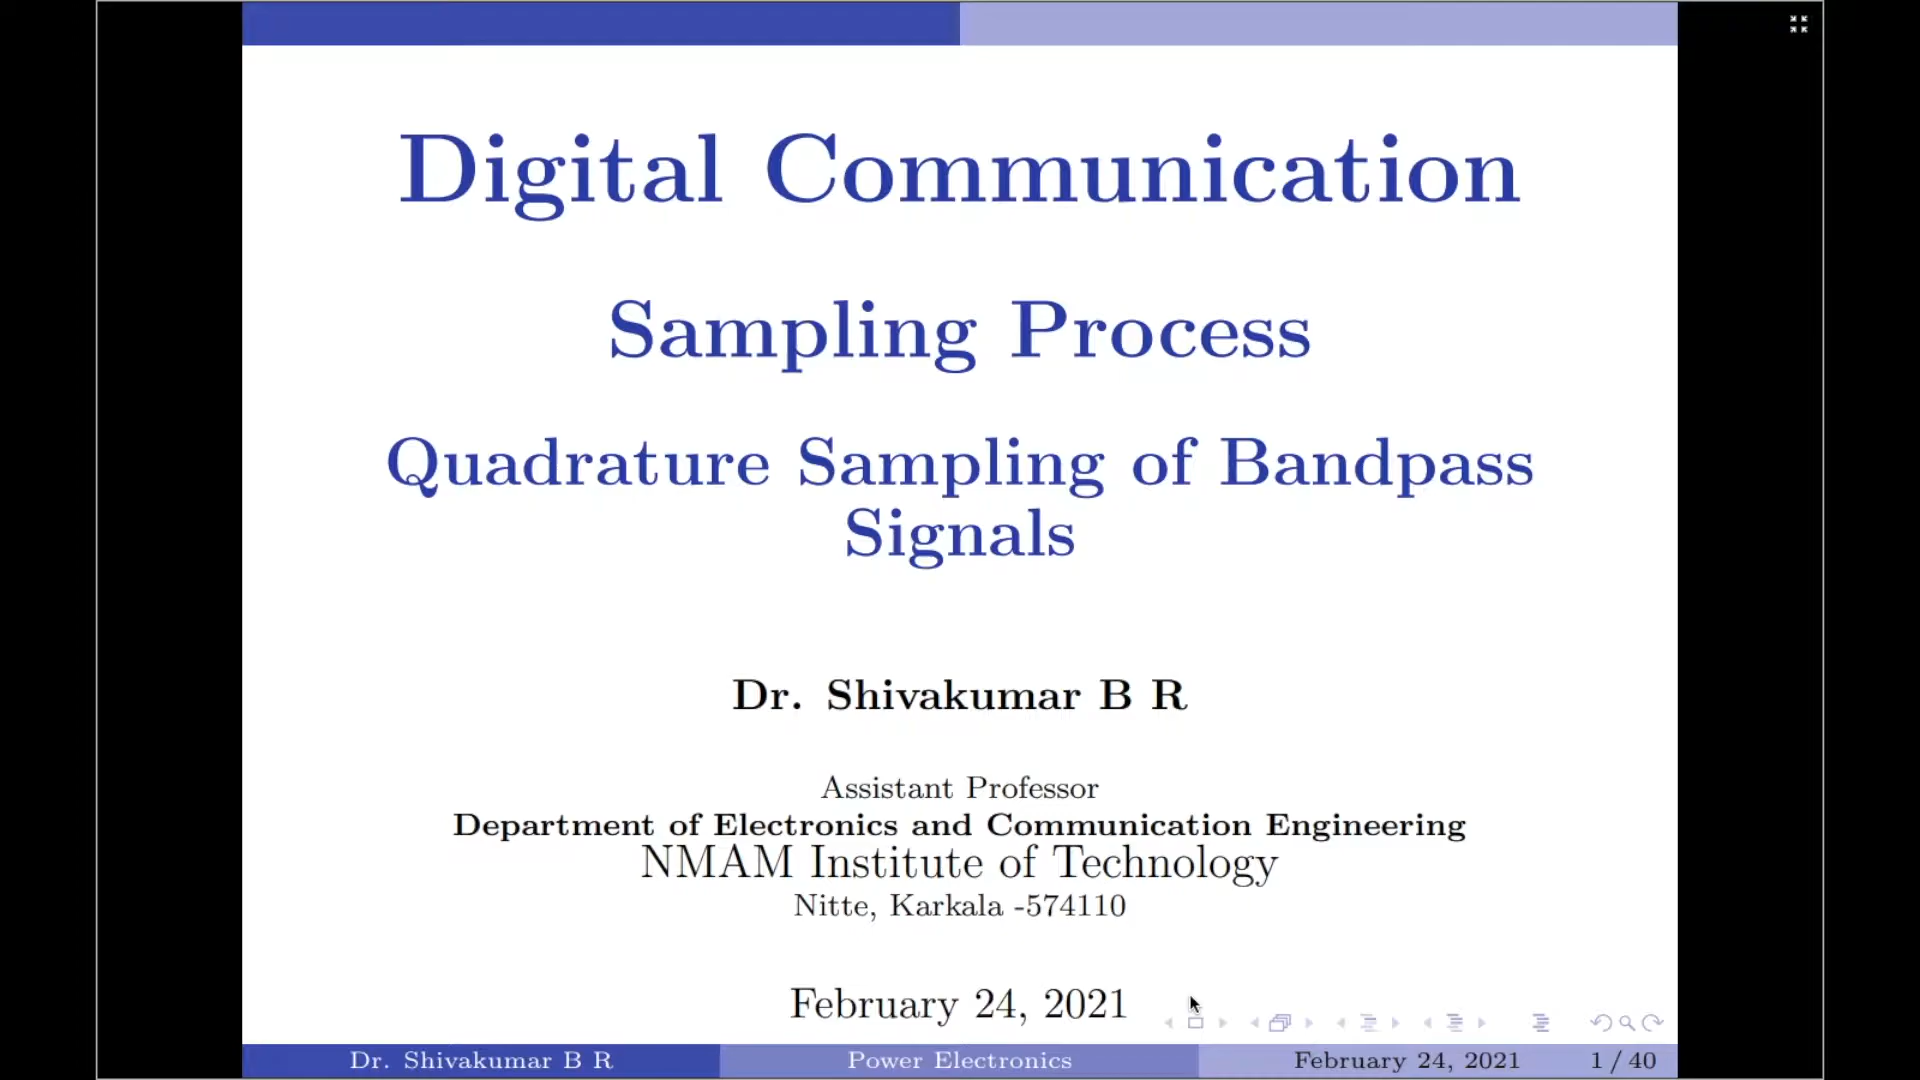 Digital Communication
Sampling Process
Quadrature Sampling of Bandpass
Signals
Dr. Shivakumar B R
Assistant Professor
Department of Electronics and Communication Engineering
NMAM Institute of Technology
Nitte, Karkala -574110
February 24, 2021
Dr. Shivakumar B R Power Electronics February 24, 2021 1 / 40